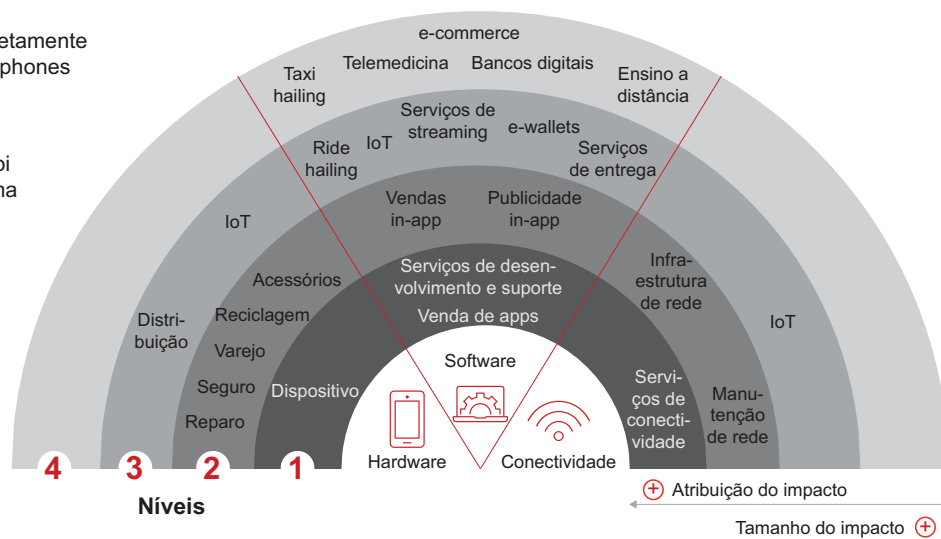 etamente
phones
oi
na
e-commerce
Telemedicina
Bancos digitais
Taxi
hailing
Ensino a
distância
Serviços de
streaming
e-wallets
IoT
Ride
hailing
Serviços
de entrega
Vendas
in-app
Publicidade
in-app
IoT
Serviços de desen-
volvimento e suporte
Venda de apps
Acessórios
Reciclagem
Infra-
estrutura
de rede
Distri-
buição
IoT
Varejo
Software
Seguro
Dispositivo
Reparo
Servi-
ços de
conecti-
vidade
Manu-
tenção
de rede
Hardware
Conectividade
4
3
2
1
Níveis
Atribuição do impacto
Tamanho do impacto